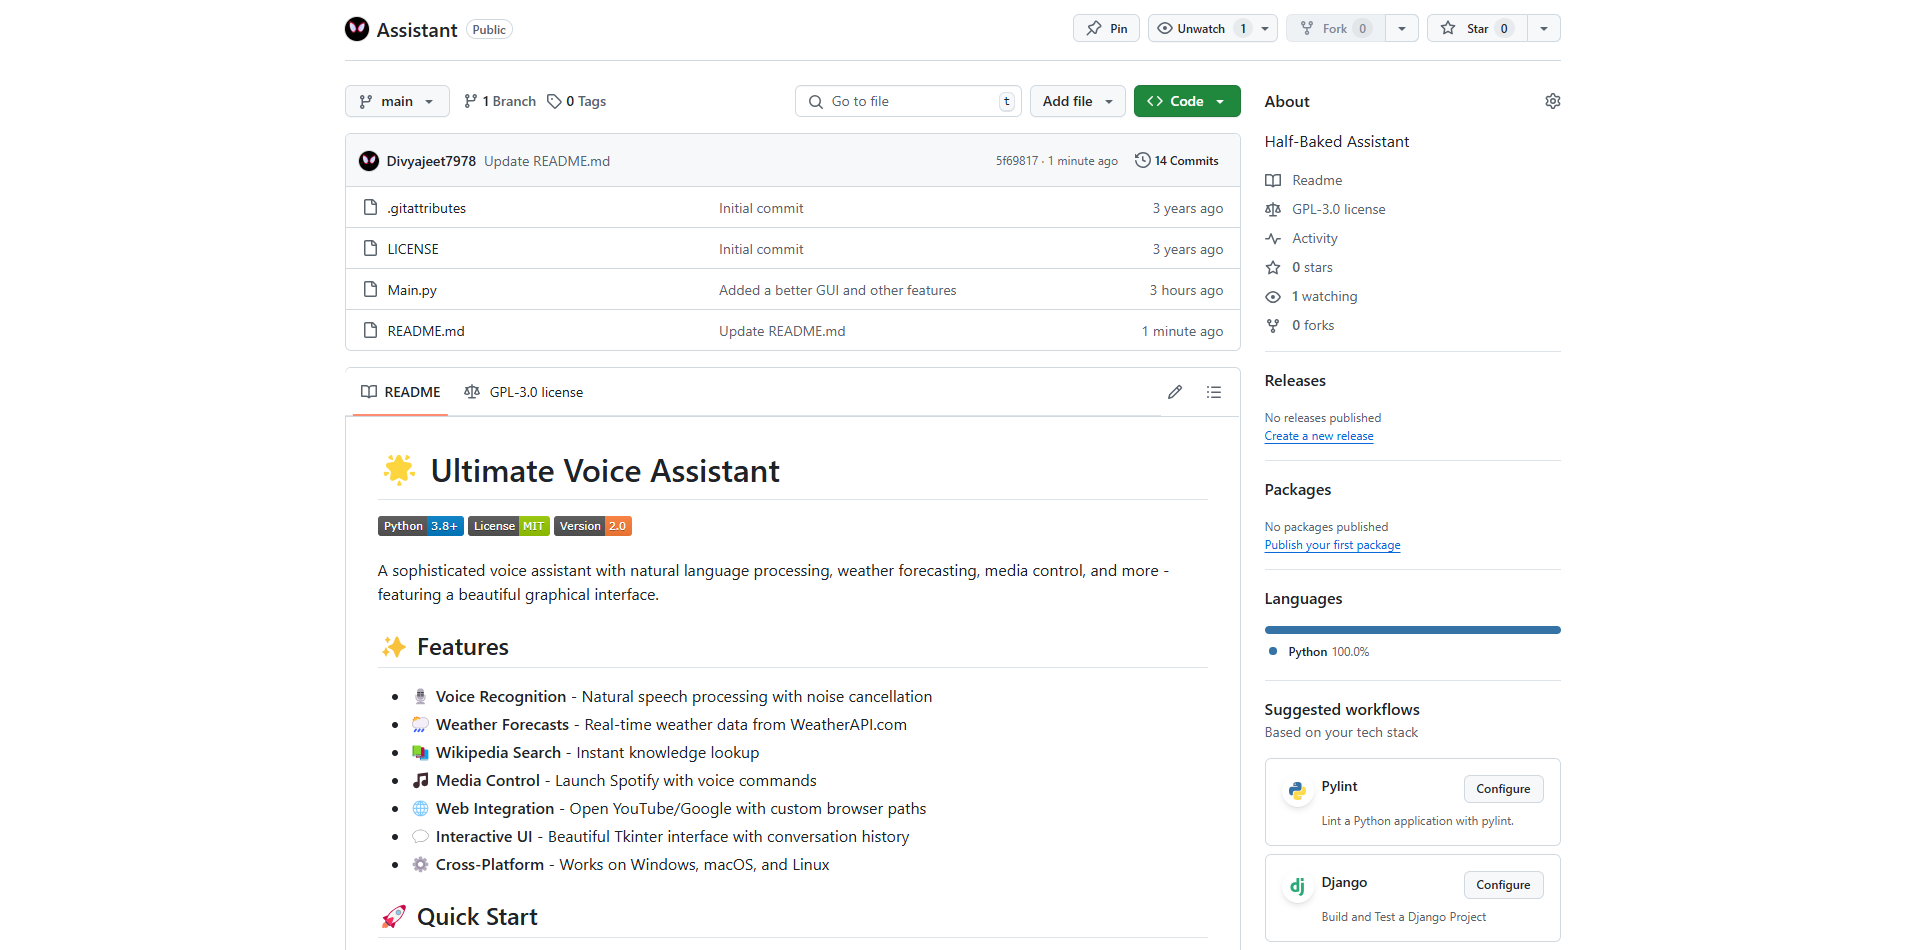 Assistant Public
Pin
Unwatch 1
Fork 0
Star 0
main
1 Branch
0 Tags
Go to file t
Add file
Code
Divyajeet7978 Update README.md 5f69817 · 1 minute ago 14 Commits
.gitattributes Initial commit 3 years ago
LICENSE Initial commit 3 years ago
Main.py Added a better GUI and other features 3 hours ago
README.md Update README.md 1 minute ago
README GPL-3.0 license
🌟 Ultimate Voice Assistant
Python 3.8+ License MIT Version 2.0
A sophisticated voice assistant with natural language processing, weather forecasting, media control, and more -
featuring a beautiful graphical interface.
✨ Features
Voice Recognition - Natural speech processing with noise cancellation
Weather Forecasts - Real-time weather data from WeatherAPI.com
Wikipedia Search - Instant knowledge lookup
Media Control - Launch Spotify with voice commands
Web Integration - Open YouTube/Google with custom browser paths
Interactive UI - Beautiful Tkinter interface with conversation history
Cross-Platform - Works on Windows, macOS, and Linux
🚀 Quick Start
About
Half-Baked Assistant
Readme
GPL-3.0 license
Activity
0 stars
1 watching
0 forks
Releases
No releases published
Create a new release
Packages
No packages published
Publish your first package
Languages
Python 100.0%
Suggested workflows
Based on your tech stack
Pylint Configure
Lint a Python application with pylint.
dj Django Configure
Build and Test a Django Project